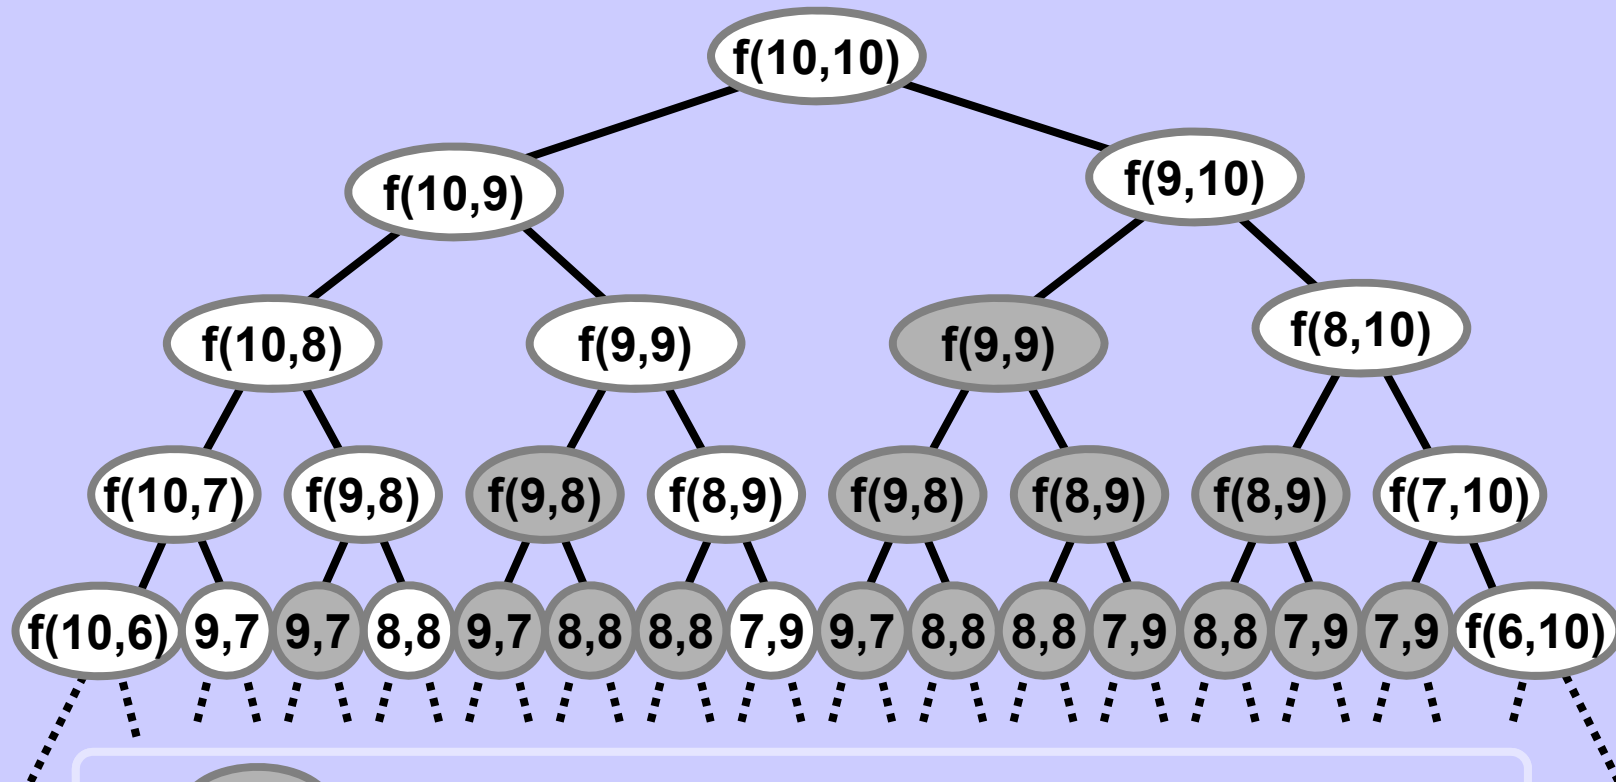 f(10,10)
f(10,9)
f(9,10)
f(10,8)
f(9,9)
f(9,9)
f(8,10)
f(10,7)
f(9,8)
f(9,8)
f(8,9)
f(9,8)
f(8,9)
f(8,9)
f(7,10)
f(10,6)
9,7
9,7
8,8
9,7
8,8
8,8
7,9
9,7
8,8
8,8
7,9
8,8
7,9
7,9
f(6,10)